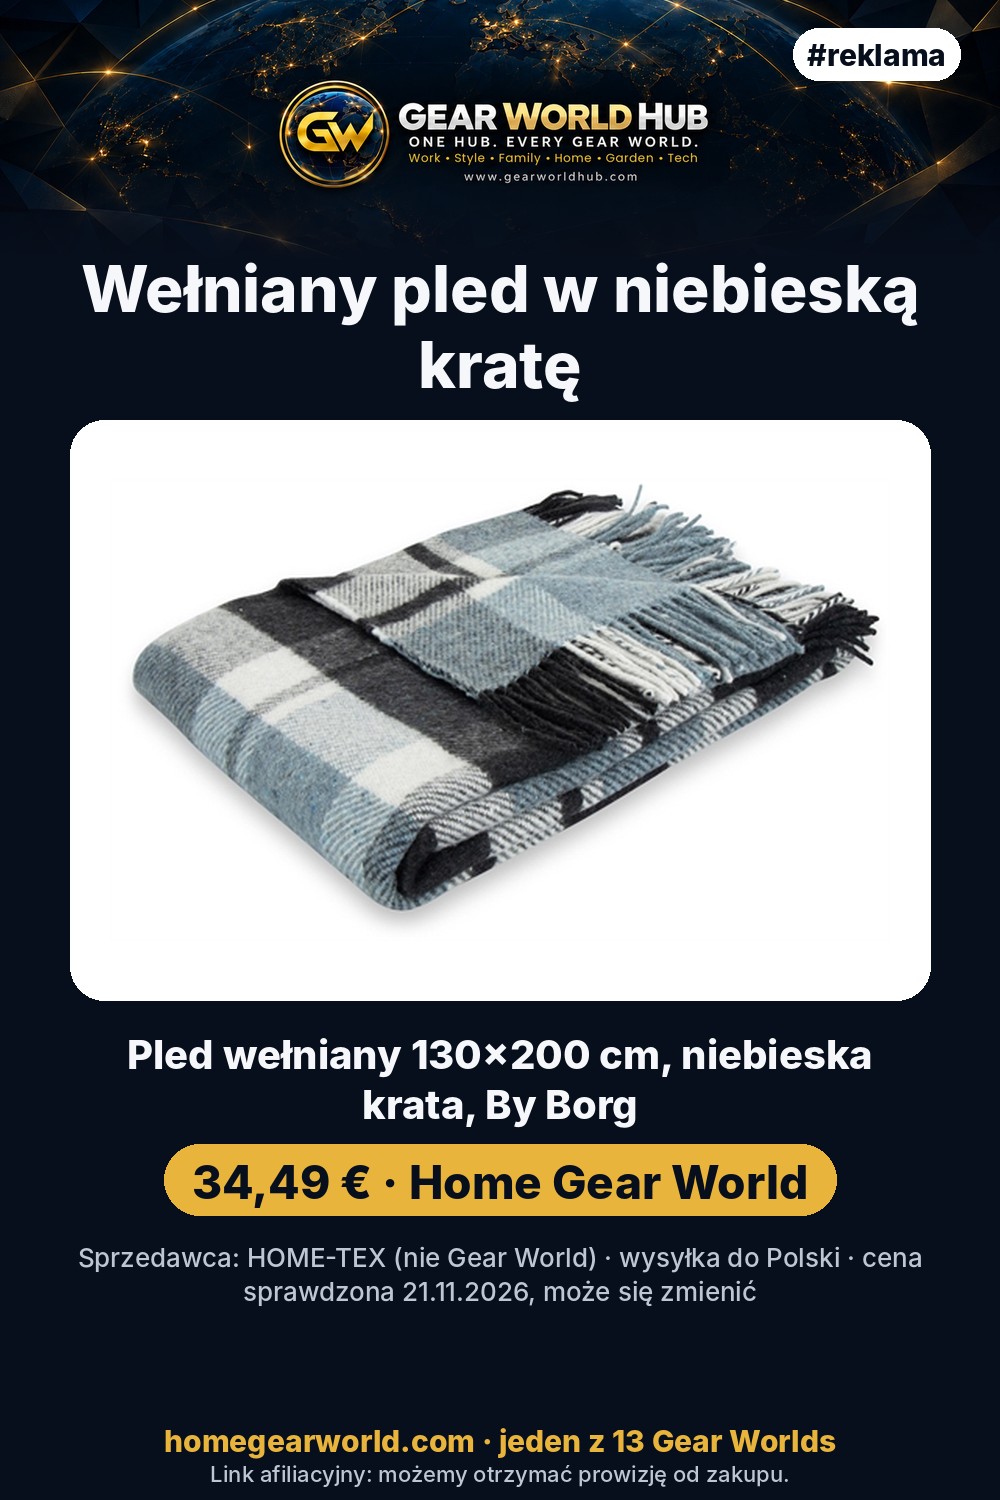 #reklama
GW
GEAR WORLD HUB
ONE HUB. EVERY GEAR WORLD.
Work • Style • Family • Home • Garden • Tech
www.gearworldhub.com
Wełniany pled w niebieską
kratę
Pled wełniany 130×200 cm, niebieska
krata, By Borg
34,49 € · Home Gear World
Sprzedawca: HOME-TEX (nie Gear World) · wysyłka do Polski · cena
sprawdzona 21.11.2026, może się zmienić
homegearworld.com · jeden z 13 Gear Worlds
Link afiliacyjny: możemy otrzymać prowizję od zakupu.